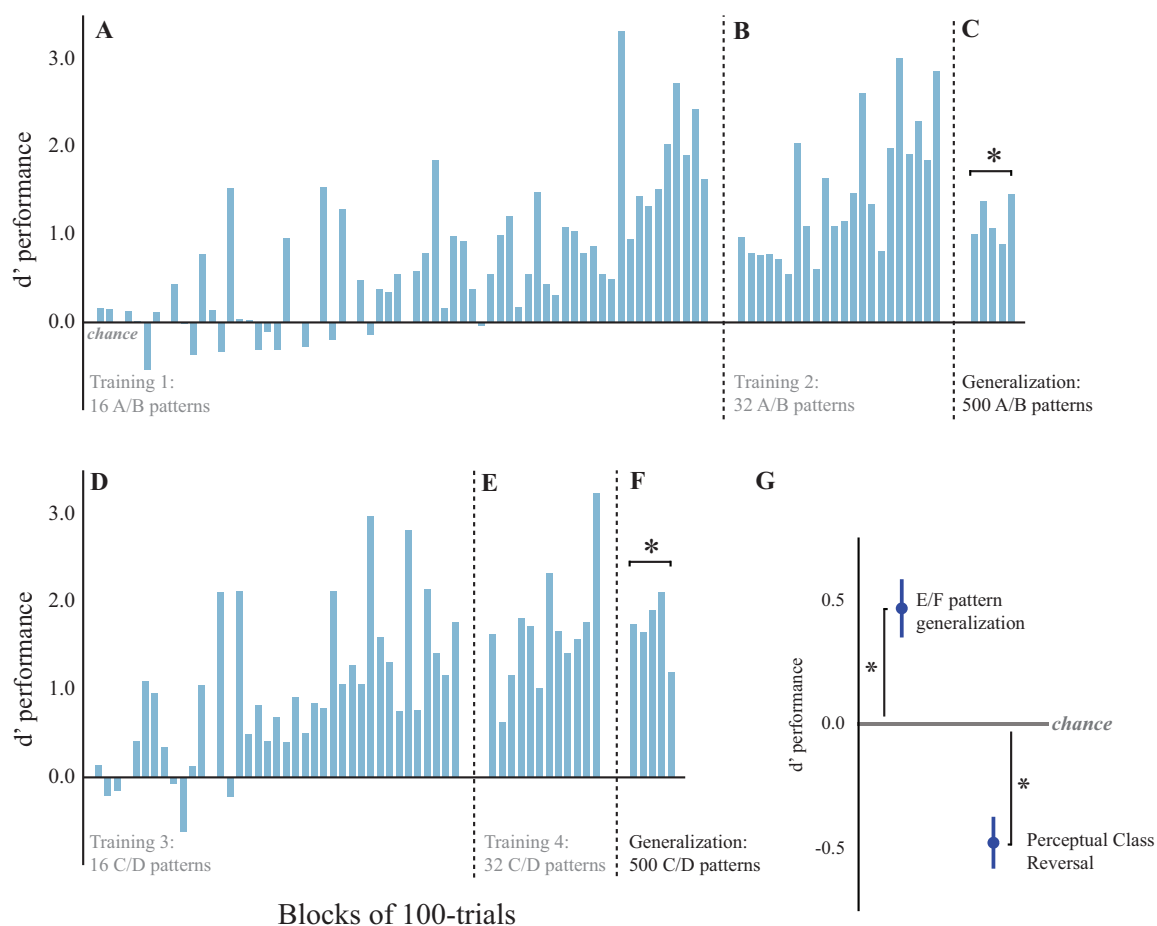 A
B
C
3.0
2.0
1.0
0.0
d’ performance
chance
*
Training 1:
16 A/B patterns
Training 2:
32 A/B patterns
Generalization:
500 A/B patterns
D
E
F
G
3.0
2.0
1.0
0.0
d’ performance
*
Training 3:
16 C/D patterns
Training 4:
32 C/D patterns
Generalization:
500 C/D patterns
Blocks of 100-trials
0.5
0.0
-0.5
d’ performance
E/F pattern
generalization
*
chance
*
Perceptual Class
Reversal